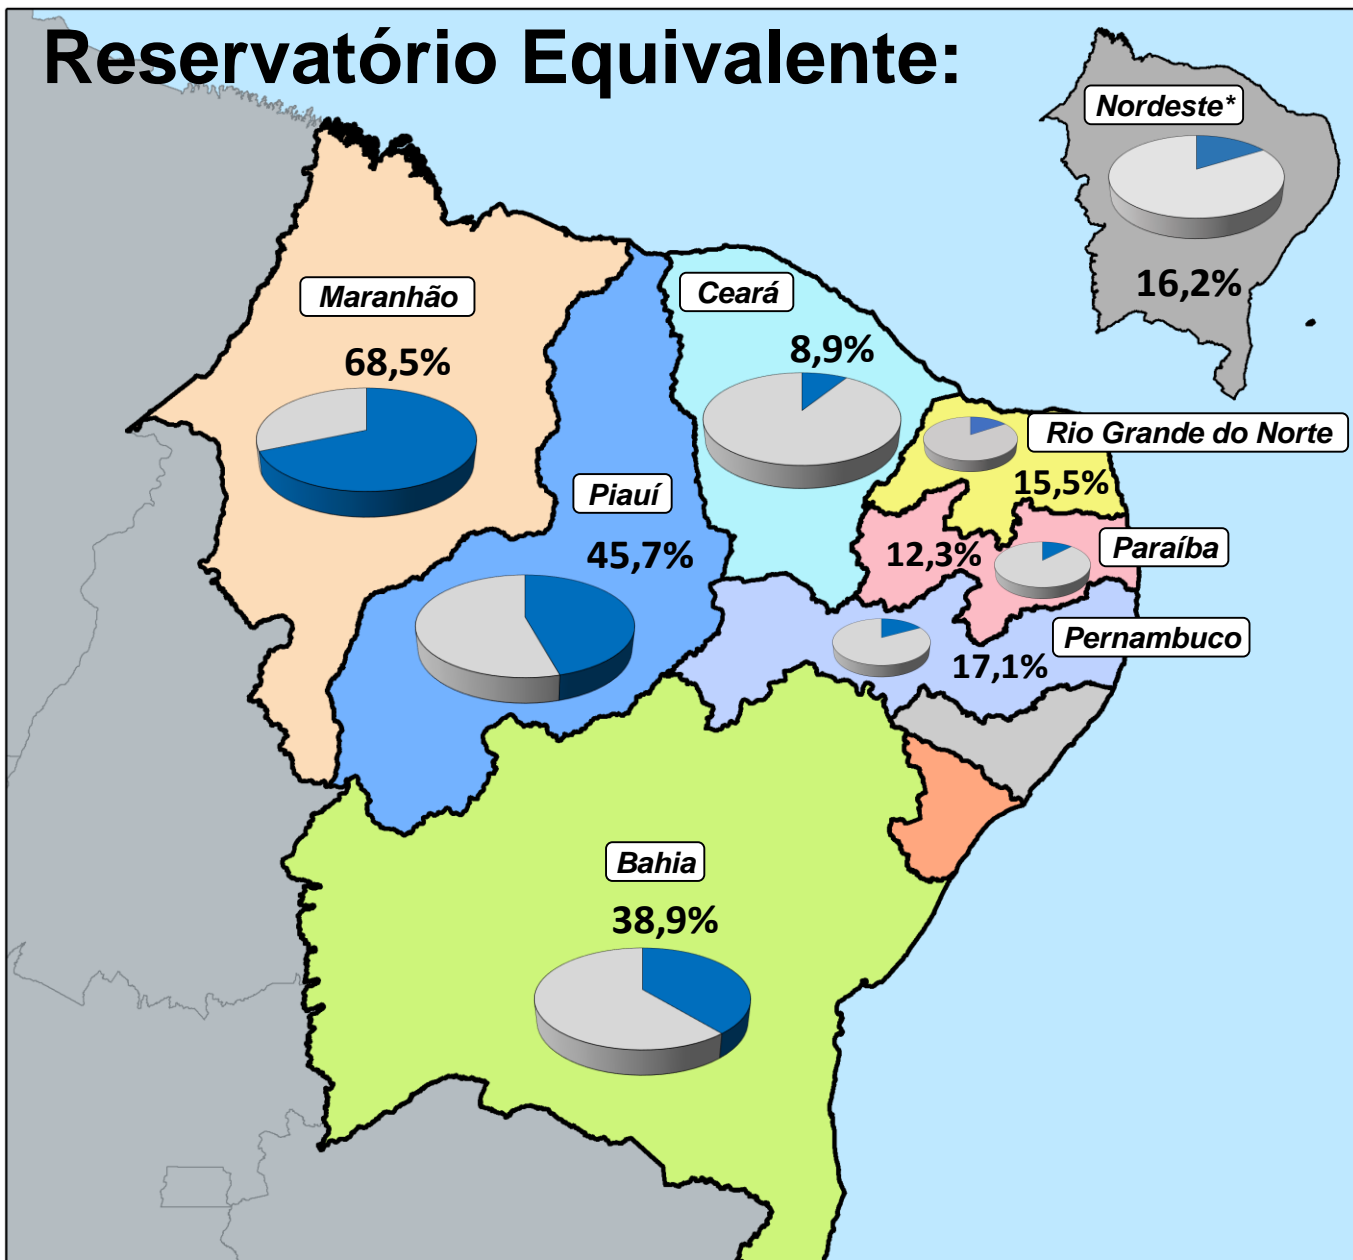 Reservatório Equivalente:
Nordeste*
16,2%
Maranhão
68,5%
Ceará
8,9%
Rio Grande do Norte
15,5%
Piauí
45,7%
Paraíba
12,3%
Pernambuco
17,1%
Bahia
38,9%